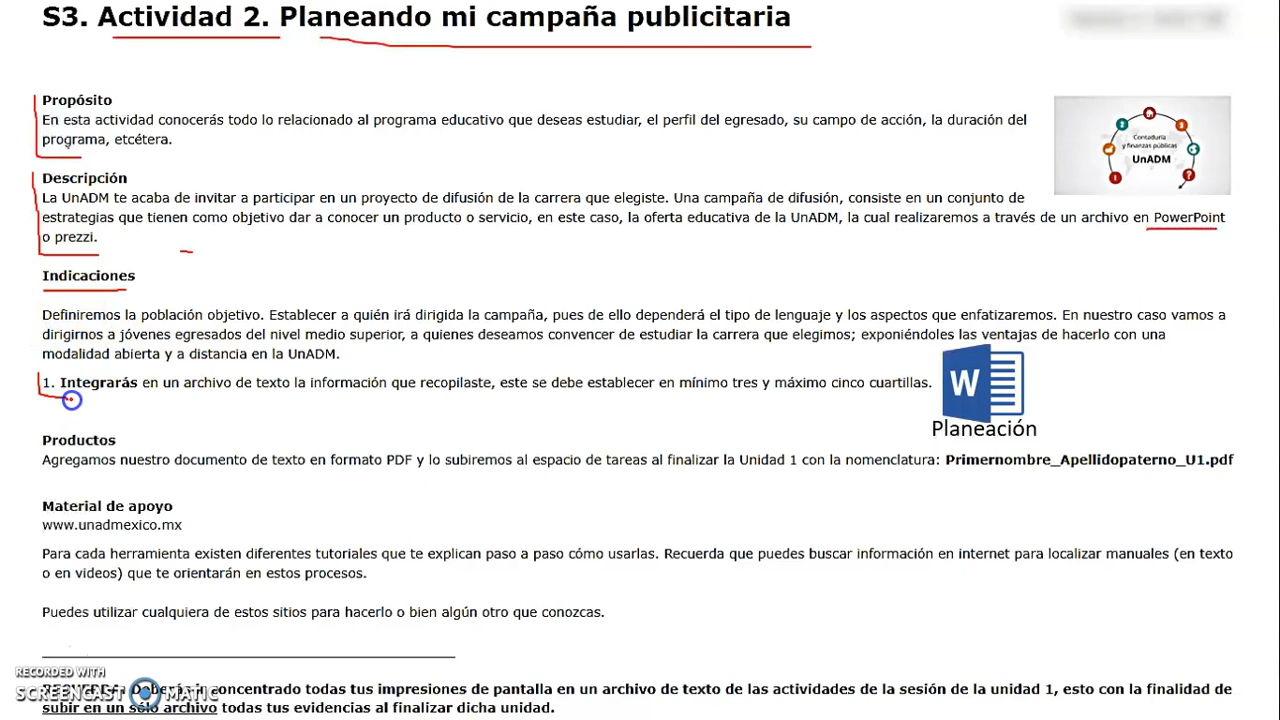 S3. Actividad 2. Planeando mi campaña publicitaria
Propósito
En esta actividad conocerás todo lo relacionado al programa educativo que deseas estudiar, el perfil del egresado, su campo de acción, la duración del
programa, etcétera.
Contaduría
y finanzas públicas
UnADM
Descripción
La UnADM te acaba de invitar a participar en un proyecto de difusión de la carrera que elegiste. Una campaña de difusión, consiste en un conjunto de
estrategias que tienen como objetivo dar a conocer un producto o servicio, en este caso, la oferta educativa de la UnADM, la cual realizaremos a través de un archivo en PowerPoint
o prezzi.
Indicaciones
Definiremos la población objetivo. Establecer a quién irá dirigida la campaña, pues de ello dependerá el tipo de lenguaje y los aspectos que enfatizaremos. En nuestro caso vamos a
dirigirnos a jóvenes egresados del nivel medio superior, a quienes deseamos convencer de estudiar la carrera que elegimos; exponiéndoles las ventajas de hacerlo con una
modalidad abierta y a distancia en la UnADM.
1. Integrarás en un archivo de texto la información que recopilaste, este se debe establecer en mínimo tres y máximo cinco cuartillas.
W
Planeación
Productos
Agregamos nuestro documento de texto en formato PDF y lo subiremos al espacio de tareas al finalizar la Unidad 1 con la nomenclatura: Primernombre_Apellidopaterno_U1.pdf
Material de apoyo
www.unadmexico.mx
Para cada herramienta existen diferentes tutoriales que te explican paso a paso cómo usarlas. Recuerda que puedes buscar información en internet para localizar manuales (en texto
o en videos) que te orientarán en estos procesos.
Puedes utilizar cualquiera de estos sitios para hacerlo o bien algún otro que conozcas.
RECORDED WITH
SCREENCAST MATIC
concentrado todas tus impresiones de pantalla en un archivo de texto de las actividades de la sesión de la unidad 1, esto con la finalidad de
subir en un sólo archivo todas tus evidencias al finalizar dicha unidad.